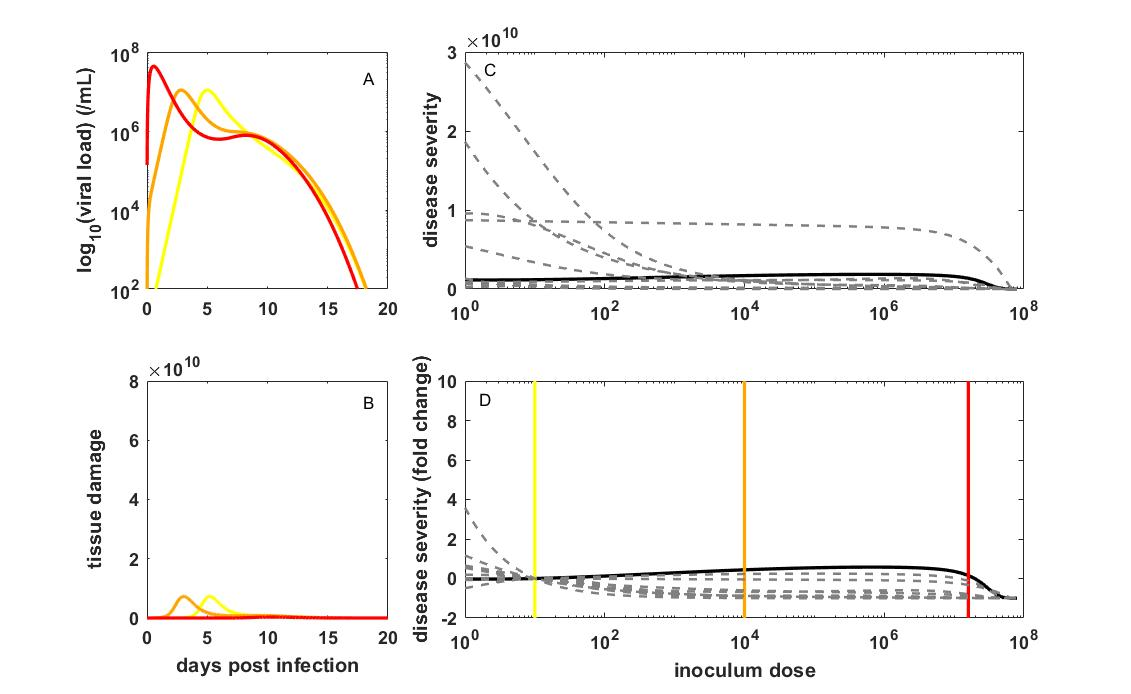 A
log10(viral load) (/mL)
10^8
10^6
10^4
10^2
0 5 10 15 20
C
×10^10
disease severity
3
2
1
0
10^0 10^2 10^4 10^6 10^8
B
×10^10
tissue damage
8
6
4
2
0
0 5 10 15 20
days post infection
D
disease severity (fold change)
10
8
6
4
2
0
-2
10^0 10^2 10^4 10^6 10^8
inoculum dose